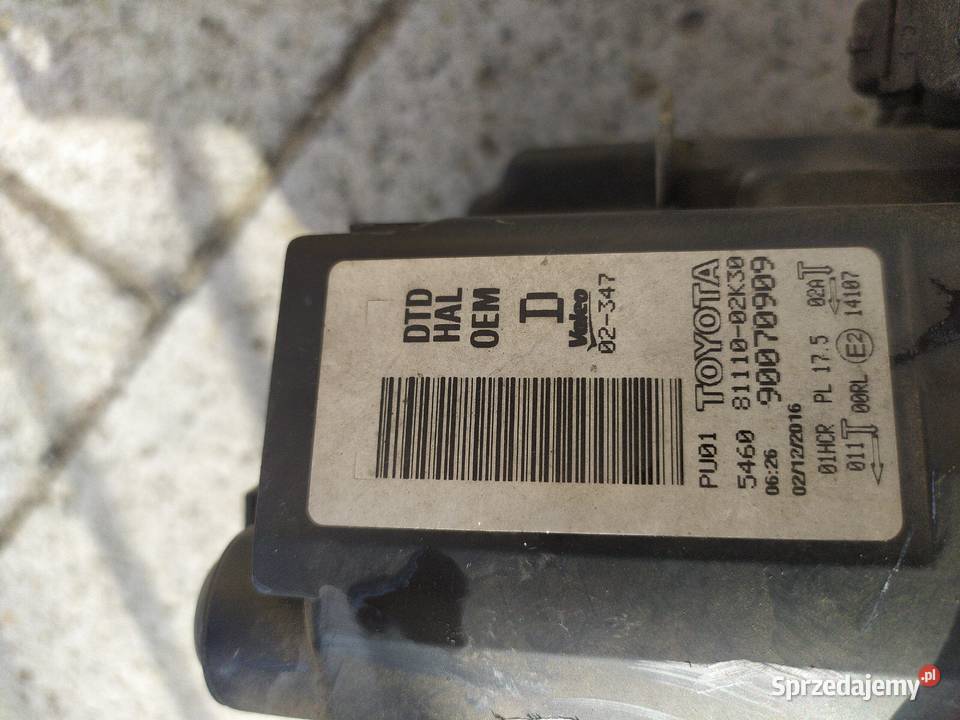 DTD
HAL
OEM
D
Valeo
02-347
PU01 TOYOTA
5460 81110-02K30
06:26 90070909
02/12/2016
01HCR PL 17.5 02A
011 00RL E2 14107
Sprzedajemy.pl